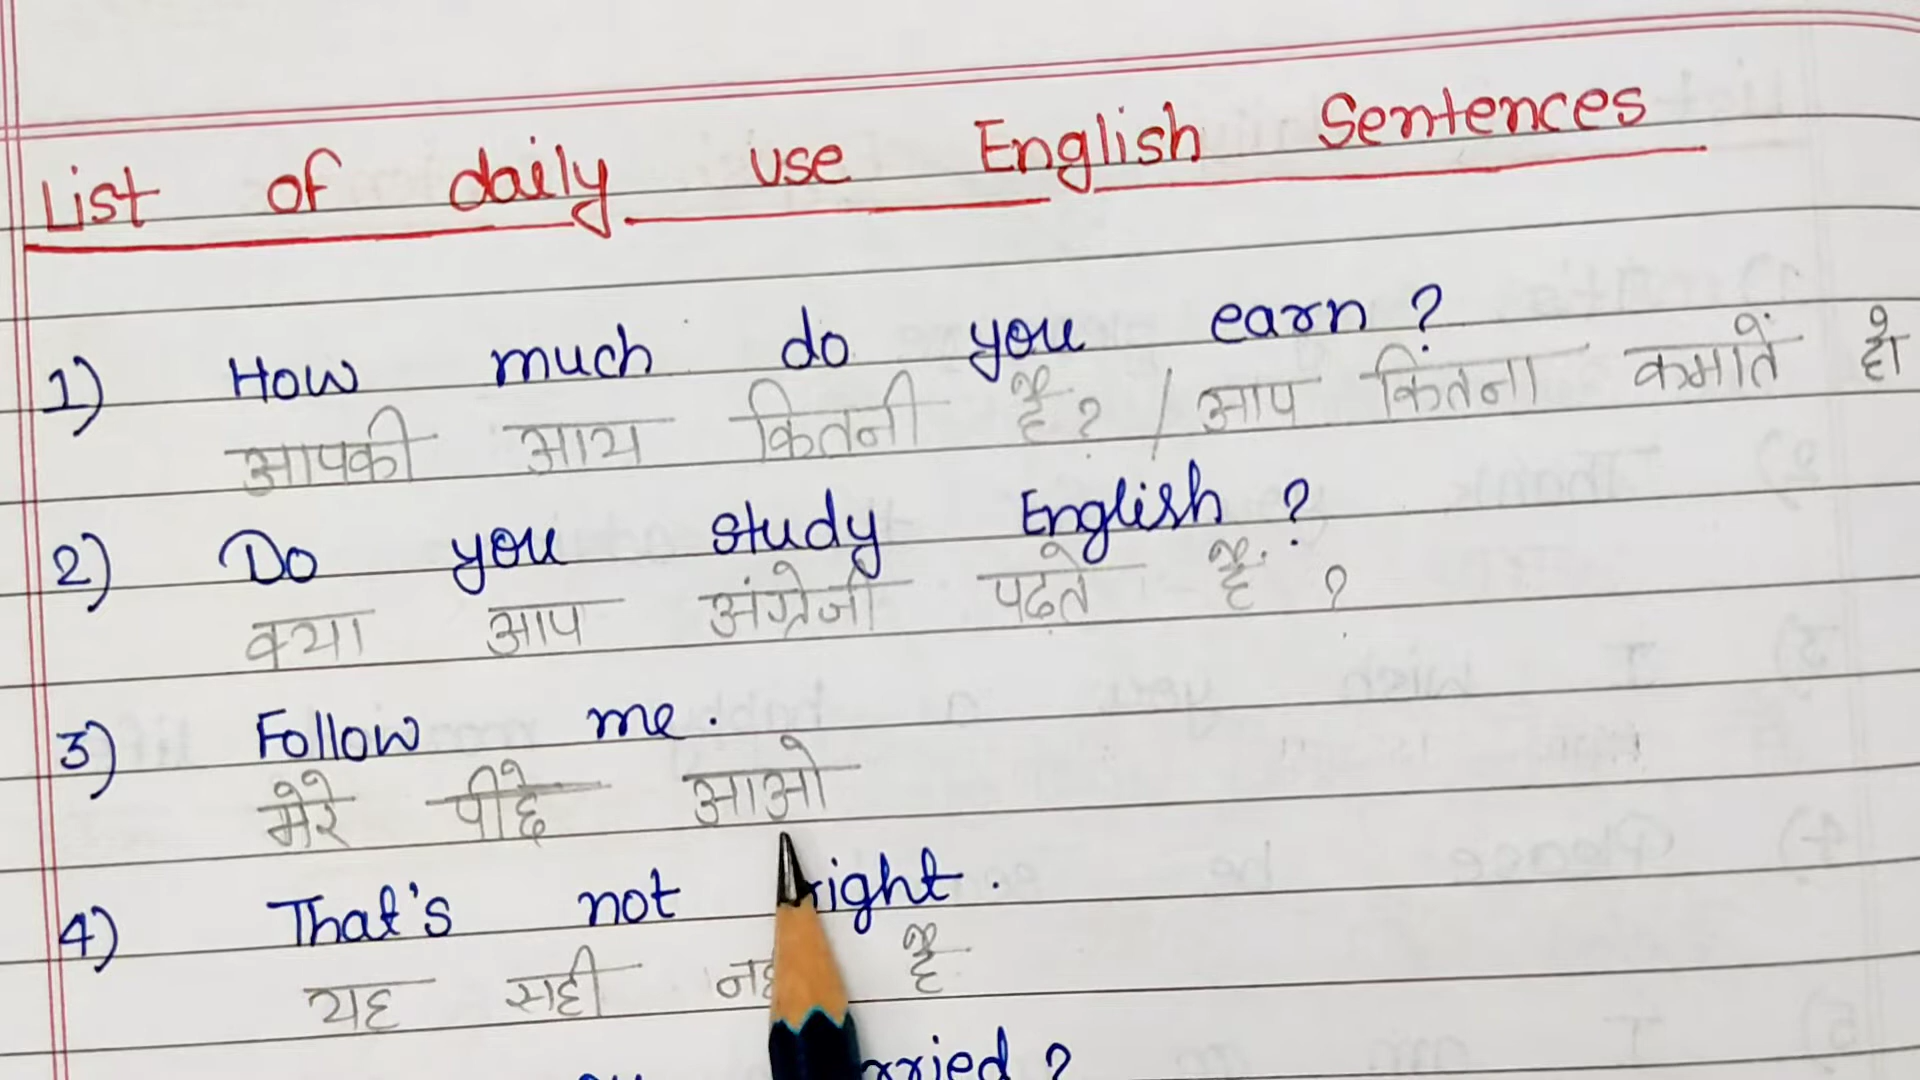 List of daily use English Sentences
1) How much do you earn?
आपकी आय कितनी है? / आप कितना कमाते हो
2) Do you study English?
क्या आप अंग्रेजी पढ़ते हैं ?
3) Follow me.
मेरे पीछे आओ
4) That's not right.
यह सही है
?